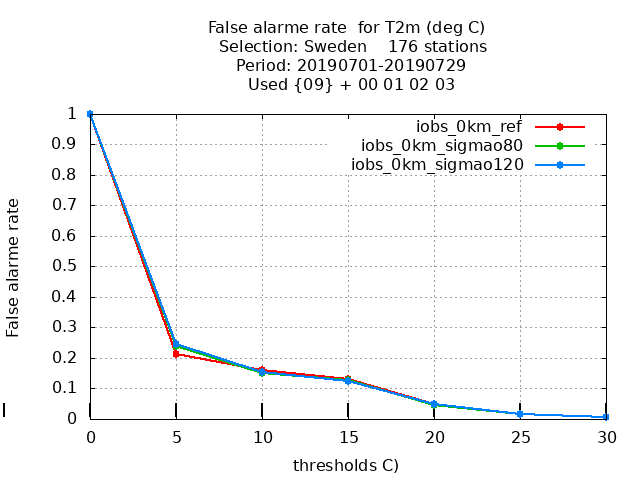 False alarme rate  for T2m (deg C)
Selection: Sweden    176 stations
Period: 20190701-20190729
Used {09} + 00 01 02 03
iobs_0km_ref
iobs_0km_sigmao80
iobs_0km_sigmao120
False alarme rate
1
0.9
0.8
0.7
0.6
0.5
0.4
0.3
0.2
0.1
0
0 5 10 15 20 25 30
thresholds C)